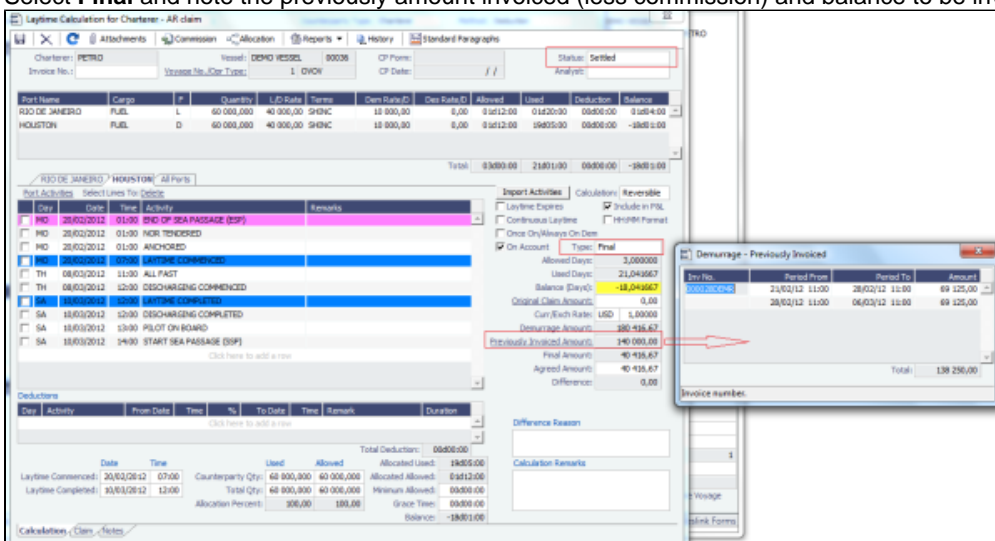 Select Final and note the previously amount invoiced (less commission) and balance to be in
Laytime Calculation for Charterer - AR claim
Attachments Commission Allocation Reports History Standard Paragraphs
Charterer: PETRO Vessel: DEMO VESSEL 00036 CP Form: Status: Settled
Invoice No.: Voyage No./Opr Type: 1 OVOV CP Date: / / Analyst:
Port Name Cargo F Quantity L/D Rate Terms Dem Rate/D Des Rate/D Allowed Used Deduction Balance
RIO DE JANEIRO FUEL L 60 000,000 40 000,00 SHINC 10 000,00 0,00 01d12:00 01d20:00 00d00:00 01d04:00
HOUSTON FUEL D 60 000,000 40 000,00 SHINC 10 000,00 0,00 01d12:00 19d05:00 00d00:00 -18d01:00
Total: 03d00:00 21d01:00 00d00:00 -18d01:00
RIO DE JANEIRO HOUSTON All Ports
Port Activities Select Lines To: Delete
Import Activities Calculation: Reversible
Day Date Time Activity Remarks
Laytime Expires Include in P&L
MO 20/02/2012 01:00 END OF SEA PASSAGE (ESP)
Continuous Laytime HH:MM Format
MO 20/02/2012 01:00 NOR TENDERED
Once On/Always On Dem
MO 20/02/2012 01:00 ANCHORED
On Account Type: Final
MO 20/02/2012 07:00 LAYTIME COMMENCED
Allowed Days: 3,000000
TH 08/03/2012 11:00 ALL FAST
Used Days: 21,041667
TH 08/03/2012 12:00 DISCHARGING COMMENCED
Balance (Days): -18,041667
SA 10/03/2012 12:00 LAYTIME COMPLETED
Original Claim Amount: 0,00
SA 10/03/2012 12:00 DISCHARGING COMPLETED
Curr/Exch Rate: USD 1,00000
SA 10/03/2012 13:00 PILOT ON BOARD
Demurrage Amount: 180 416,67
SA 10/03/2012 14:00 START SEA PASSAGE (SSP)
Previously Invoiced Amount: 140 000,00
Click here to add a row
Final Amount: 40 416,67
Agreed Amount: 40 416,67
Difference: 0,00
Demurrage - Previously Invoiced
Inv No. Period From Period To Amount
00028DEMR 21/02/12 11:00 28/02/12 11:00 69 125,00
28/02/12 11:00 06/03/12 11:00 69 125,00
Total: 138 250,00
Invoice number.
Deductions
Day Activity From Date Time % To Date Time Remark Duration
Click here to add a row
Difference Reason
Total Deduction: 00d00:00
Date Time Used Allowed Allocated Used: 19d05:00
Calculation Remarks
Laytime Commenced: 20/02/2012 07:00 Counterparty Qty: 60 000,000 60 000,000 Allocated Allowed: 01d12:00
Laytime Completed: 10/03/2012 12:00 Total Qty: 60 000,000 60 000,000 Minimum Allowed: 00d00:00
Allocation Percent: 100,00 100,00 Grace Time: 00d00:00
Balance: -18d01:00
Calculation Claim Notes